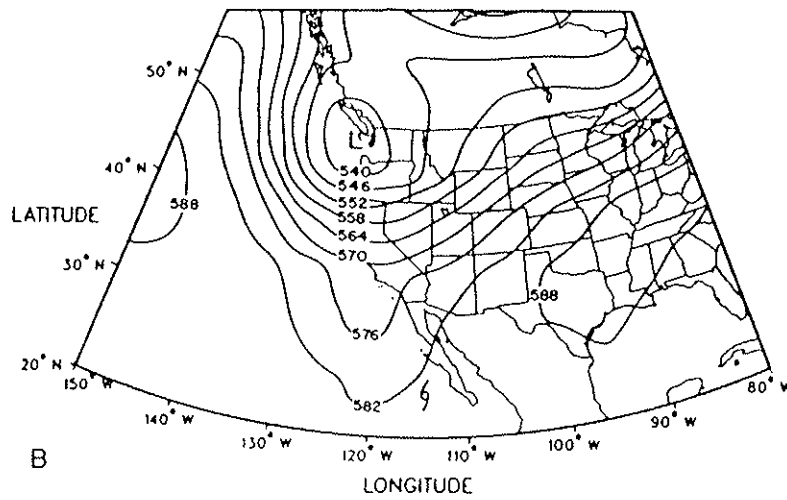 50° N
L
40° N
540
546
588
552
LATITUDE
558
564
570
30° N
588
576
20° N
150° W
80° W
582
140° W
90° W
130° W
100° W
120° W
110° W
B
LONGITUDE